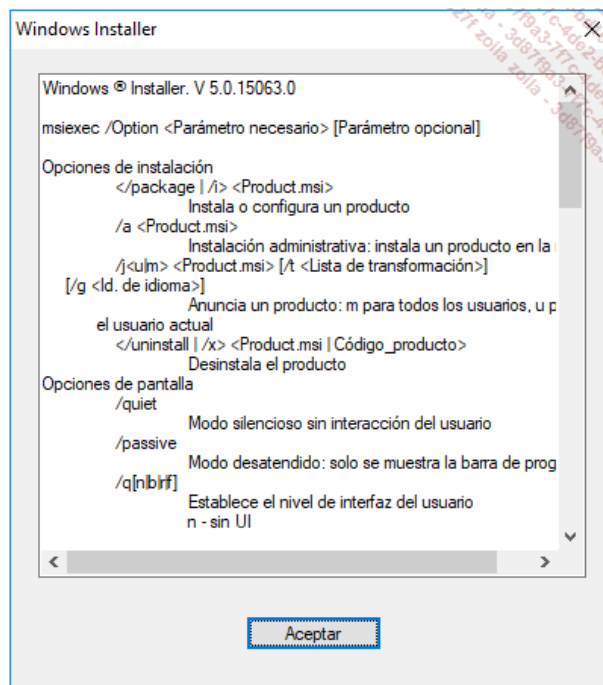 Windows Installer
Windows ® Installer. V 5.0.15063.0
msiexec /Option <Parámetro necesario> [Parámetro opcional]
Opciones de instalación
</package | /i> <Product.msi>
Instala o configura un producto
/a <Product.msi>
Instalación administrativa: instala un producto en la
/j<u|m> <Product.msi> [/t <Lista de transformación>]
[/g <Id. de idioma>]
Anuncia un producto: m para todos los usuarios, u p
el usuario actual
</uninstall | /x> <Product.msi | Código_producto>
Desinstala el producto
Opciones de pantalla
/quiet
Modo silencioso sin interacción del usuario
/passive
Modo desatendido: solo se muestra la barra de prog
/q[n|b|r|f]
Establece el nivel de interfaz del usuario
n - sin UI
Aceptar